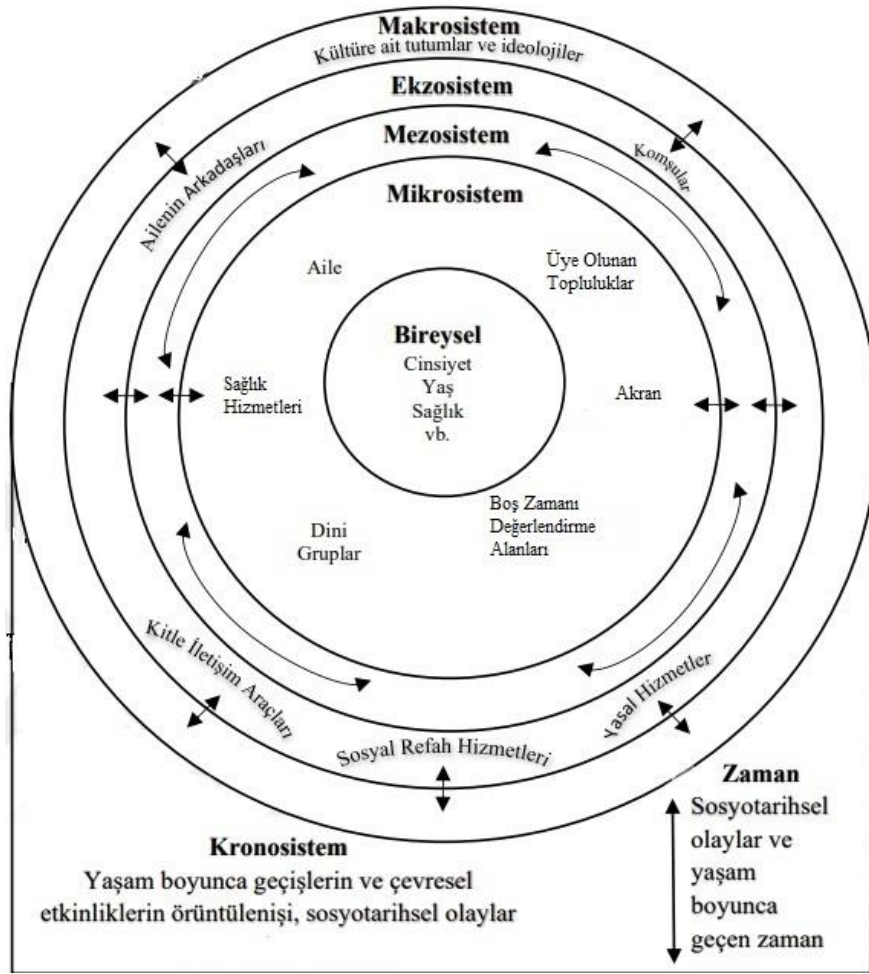 Makrosistem
Kültüre ait tutumlar ve ideolojiler
Ekzosistem
Mezosistem
Mikrosistem
Ailenin Arkadaşları
Komşular
Aile
Üye Olunan
Topluluklar
Bireysel
Cinsiyet
Yaş
Sağlık
vb.
Sağlık
Hizmetleri
Akran
Dini
Gruplar
Boş Zamanı
Değerlendirme
Alanları
Kitle İletişim Araçları
Sosyal Refah Hizmetleri
Yasal Hizmetler
Kronosistem
Yaşam boyunca geçişlerin ve çevresel
etkinliklerin örüntülenişi, sosyotarihsel olaylar
Zaman
Sosyotarihsel
olaylar ve
yaşam
boyunca
geçen zaman